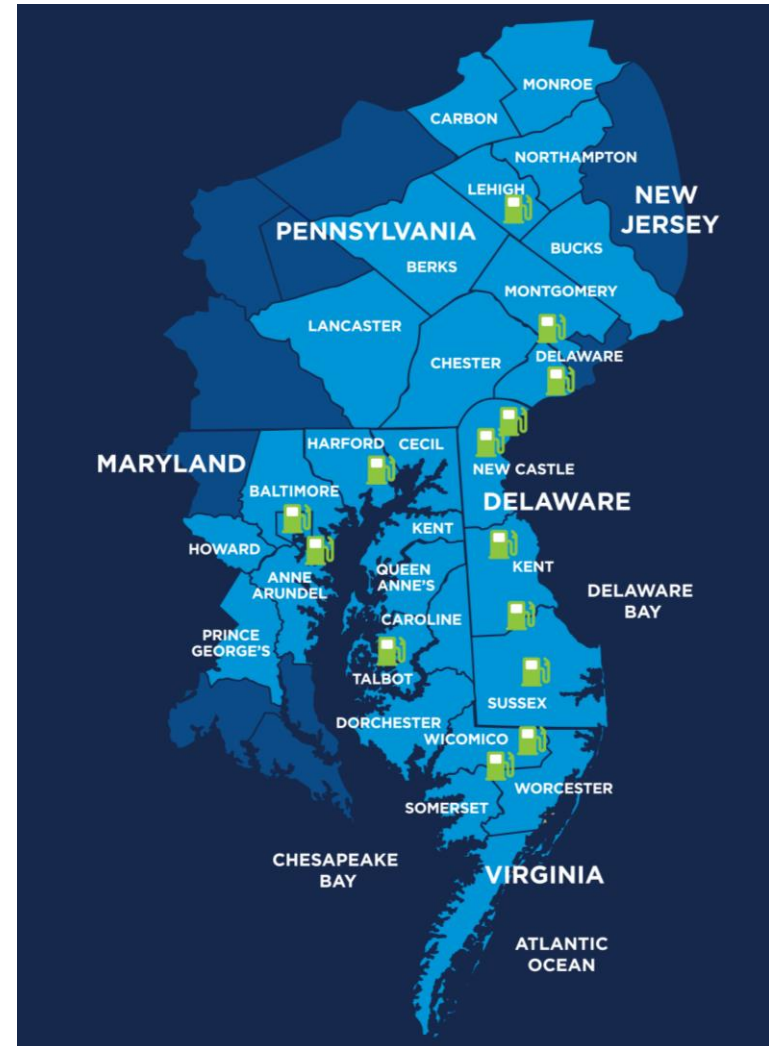 MONROE
CARBON
NORTHAMPTON
LEHIGH
NEW
JERSEY
PENNSYLVANIA
BUCKS
BERKS
MONTGOMERY
LANCASTER
DELAWARE
CHESTER
HARFORD
CECIL
MARYLAND
NEW CASTLE
BALTIMORE
DELAWARE
KENT
HOWARD
KENT
QUEEN
ANNE'S
ANNE
ARUNDEL
DELAWARE
BAY
CAROLINE
PRINCE
GEORGE'S
TALBOT
SUSSEX
DORCHESTER
WICOMICO
WORCESTER
SOMERSET
CHESAPEAKE
BAY
VIRGINIA
ATLANTIC
OCEAN